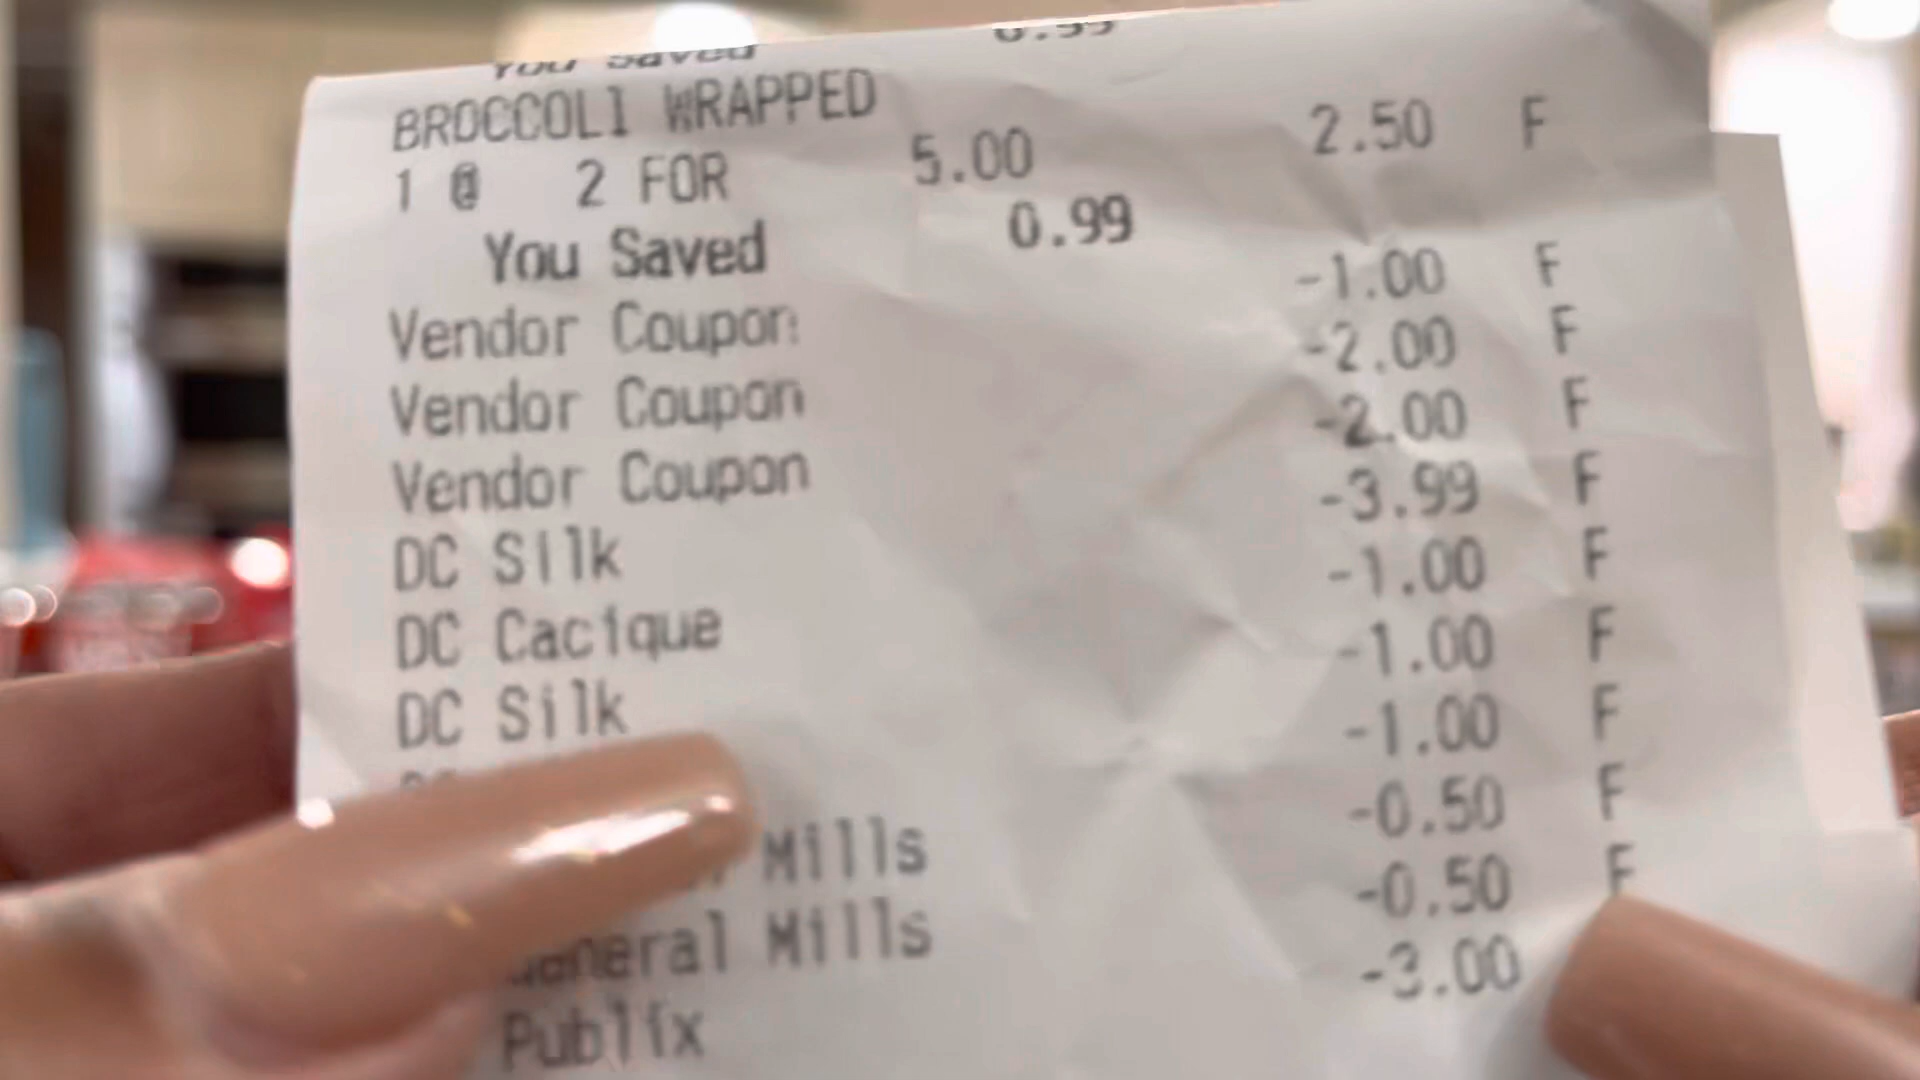 You Saved
BROCCOLI WRAPPED
1 @ 2 FOR 5.00 2.50 F
You Saved 0.99
Vendor Coupon -1.00 F
Vendor Coupon -2.00 F
Vendor Coupon -2.00 F
DC Silk -3.99 F
DC Cacique -1.00 F
DC Silk -1.00 F
-1.00 F
Mills -0.50 F
General Mills -0.50 F
Publix -3.00